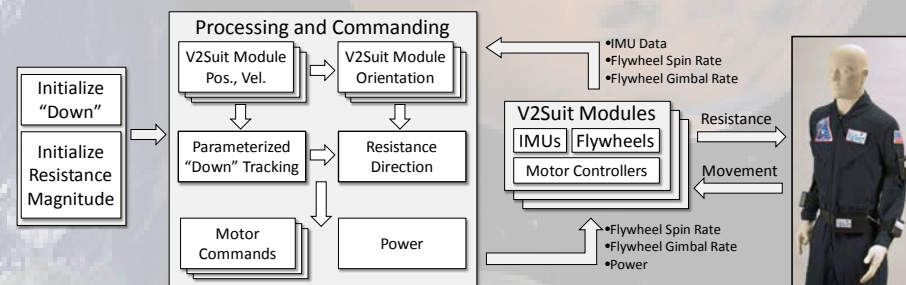 Initialize
"Down"
Initialize
Resistance
Magnitude
Processing and Commanding
V2Suit Module
Pos., Vel.
V2Suit Module
Orientation
Parameterized
"Down" Tracking
Resistance
Direction
Motor
Commands
Power
•IMU Data
•Flywheel Spin Rate
•Flywheel Gimbal Rate
V2Suit Modules
IMUs
Flywheels
Motor Controllers
•Flywheel Spin Rate
•Flywheel Gimbal Rate
•Power
Resistance
Movement